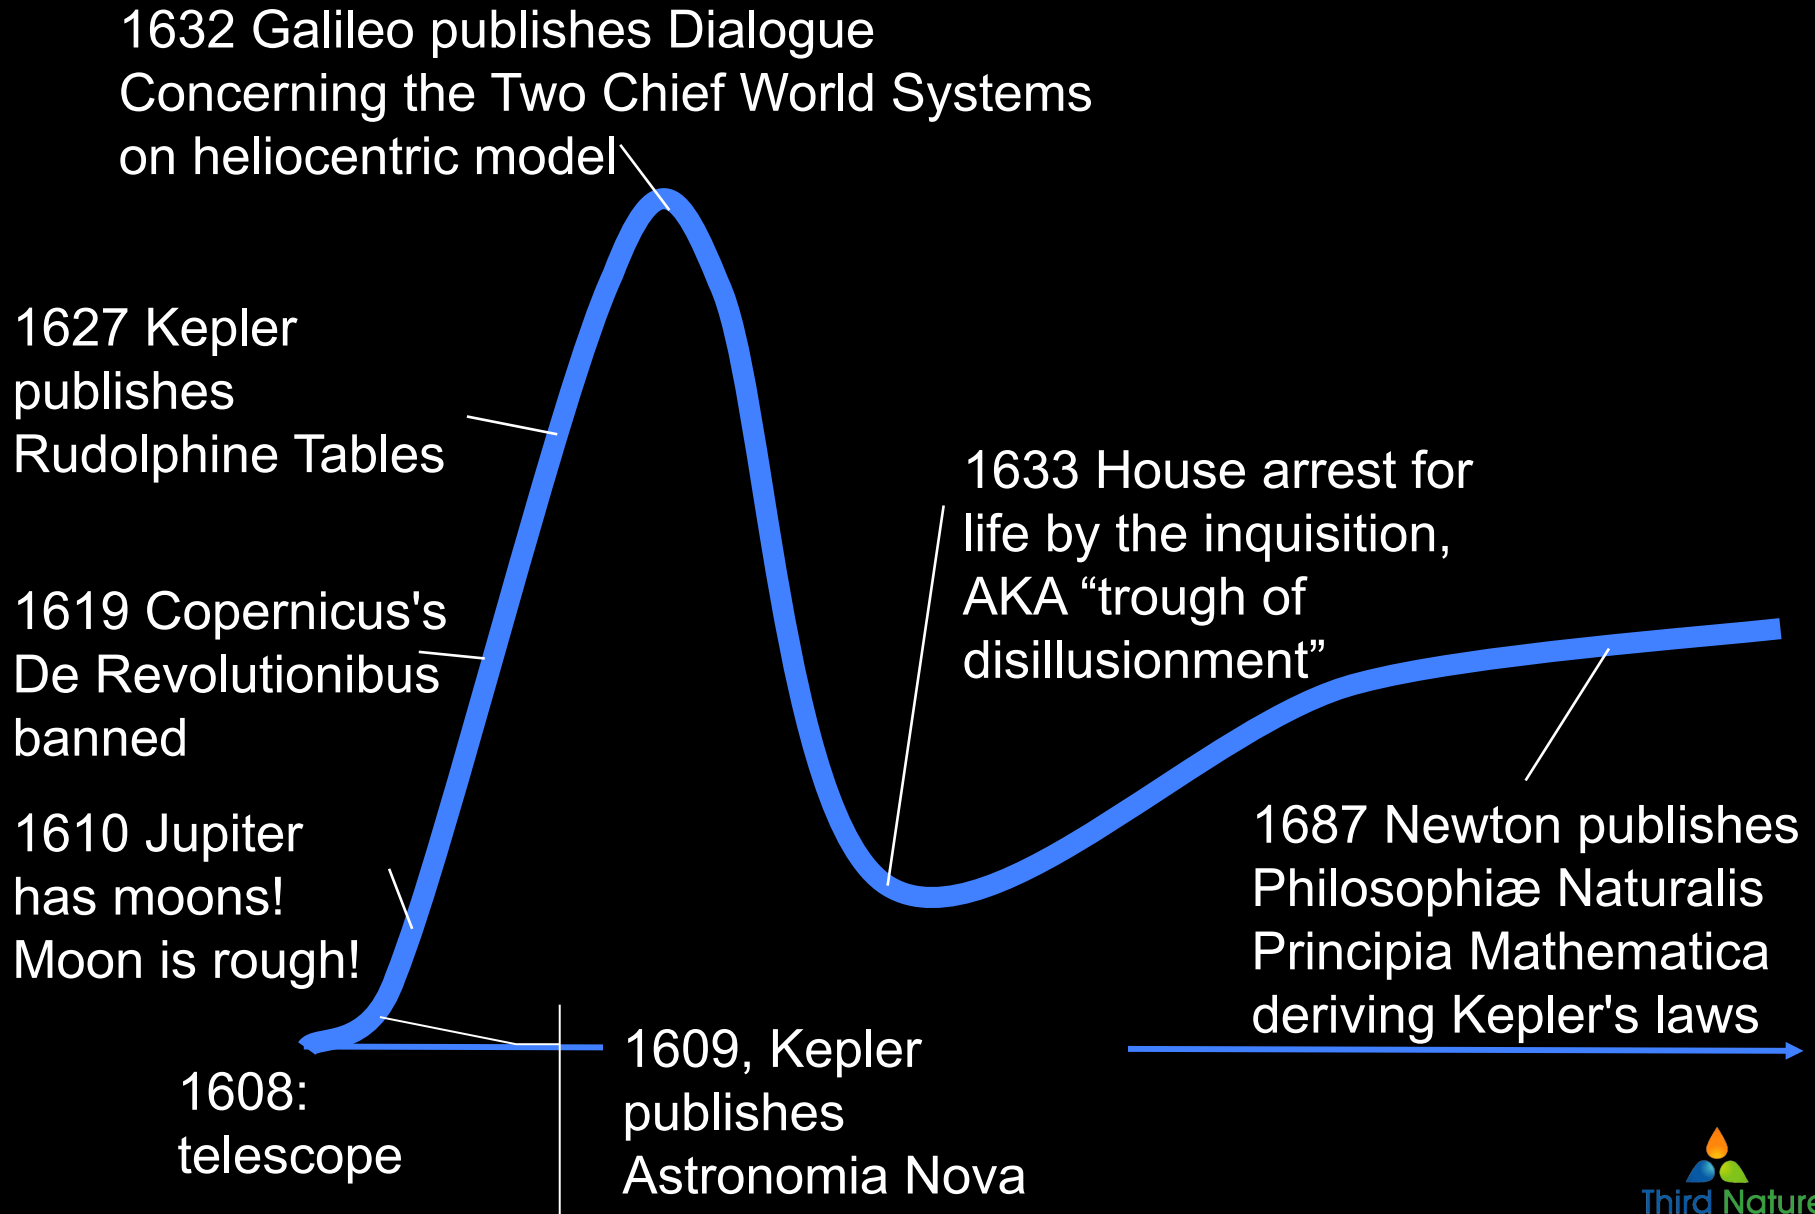 1632 Galileo publishes Dialogue
Concerning the Two Chief World Systems
on heliocentric model
1627 Kepler
publishes
Rudolphine Tables
1633 House arrest for
life by the inquisition,
AKA “trough of
disillusionment”
1619 Copernicus's
De Revolutionibus
banned
1610 Jupiter
has moons!
Moon is rough!
1687 Newton publishes
Philosophiæ Naturalis
Principia Mathematica
deriving Kepler's laws
1608:
telescope
1609, Kepler
publishes
Astronomia Nova
Third Nature